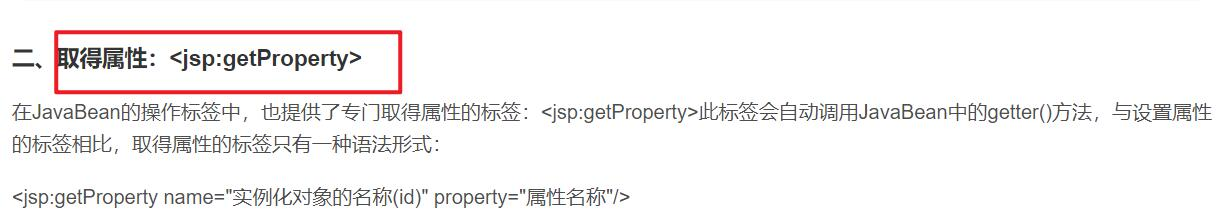 二、取得属性：<jsp:getProperty>
在JavaBean的操作标签中，也提供了专门取得属性的标签：<jsp:getProperty>此标签会自动调用JavaBean中的getter()方法，与设置属性
的标签相比，取得属性的标签只有一种语法形式：
<jsp:getProperty name="实例化对象的名称(id)" property="属性名称"/>